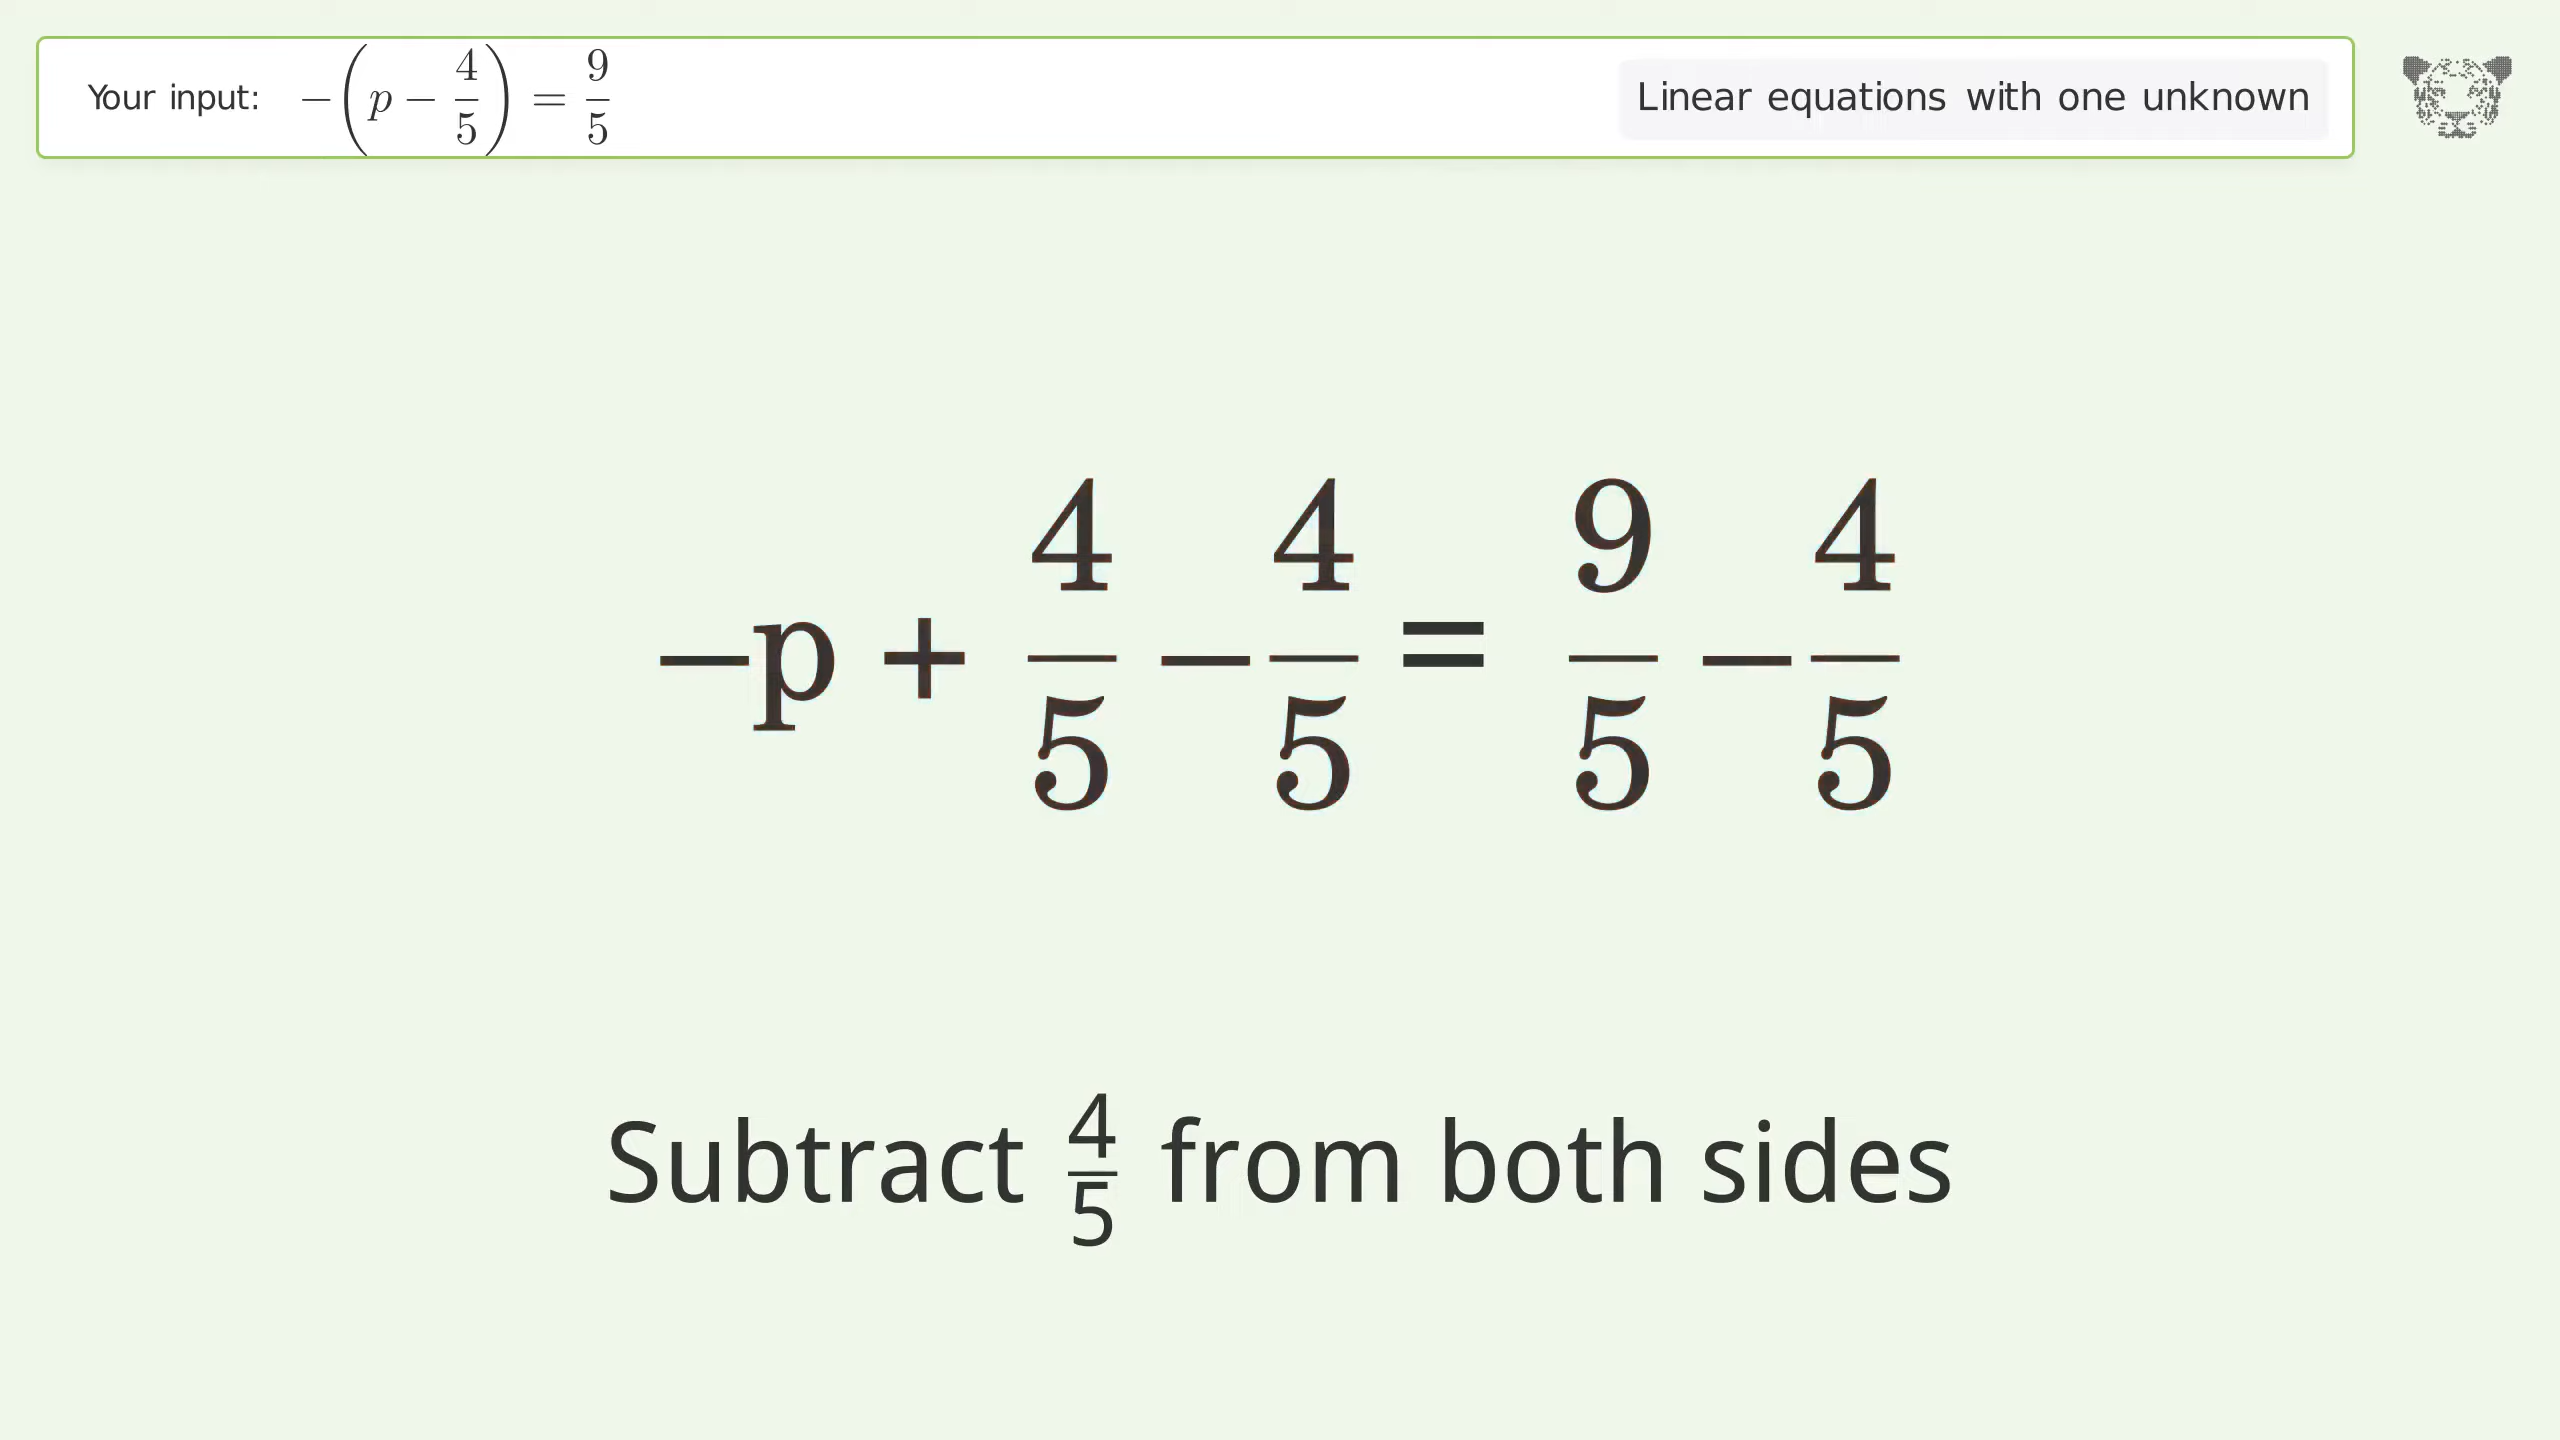 Your input: −(p − 4/5) = 9/5
Linear equations with one unknown
−p + 4/5 − 4/5 = 9/5 − 4/5
Subtract 4/5 from both sides